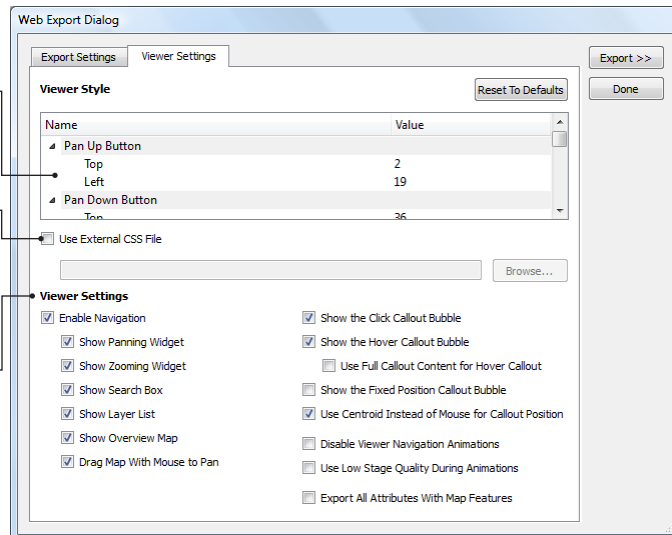 Web Export Dialog
Export Settings
Viewer Settings
Export >>
Done
Viewer Style
Reset To Defaults
Name Value
Pan Up Button
Top 2
Left 19
Pan Down Button
Top 36
Use External CSS File
Browse...
Viewer Settings
Enable Navigation
Show Panning Widget
Show Zooming Widget
Show Search Box
Show Layer List
Show Overview Map
Drag Map With Mouse to Pan
Show the Click Callout Bubble
Show the Hover Callout Bubble
Use Full Callout Content for Hover Callout
Show the Fixed Position Callout Bubble
Use Centroid Instead of Mouse for Callout Position
Disable Viewer Navigation Animations
Use Low Stage Quality During Animations
Export All Attributes With Map Features